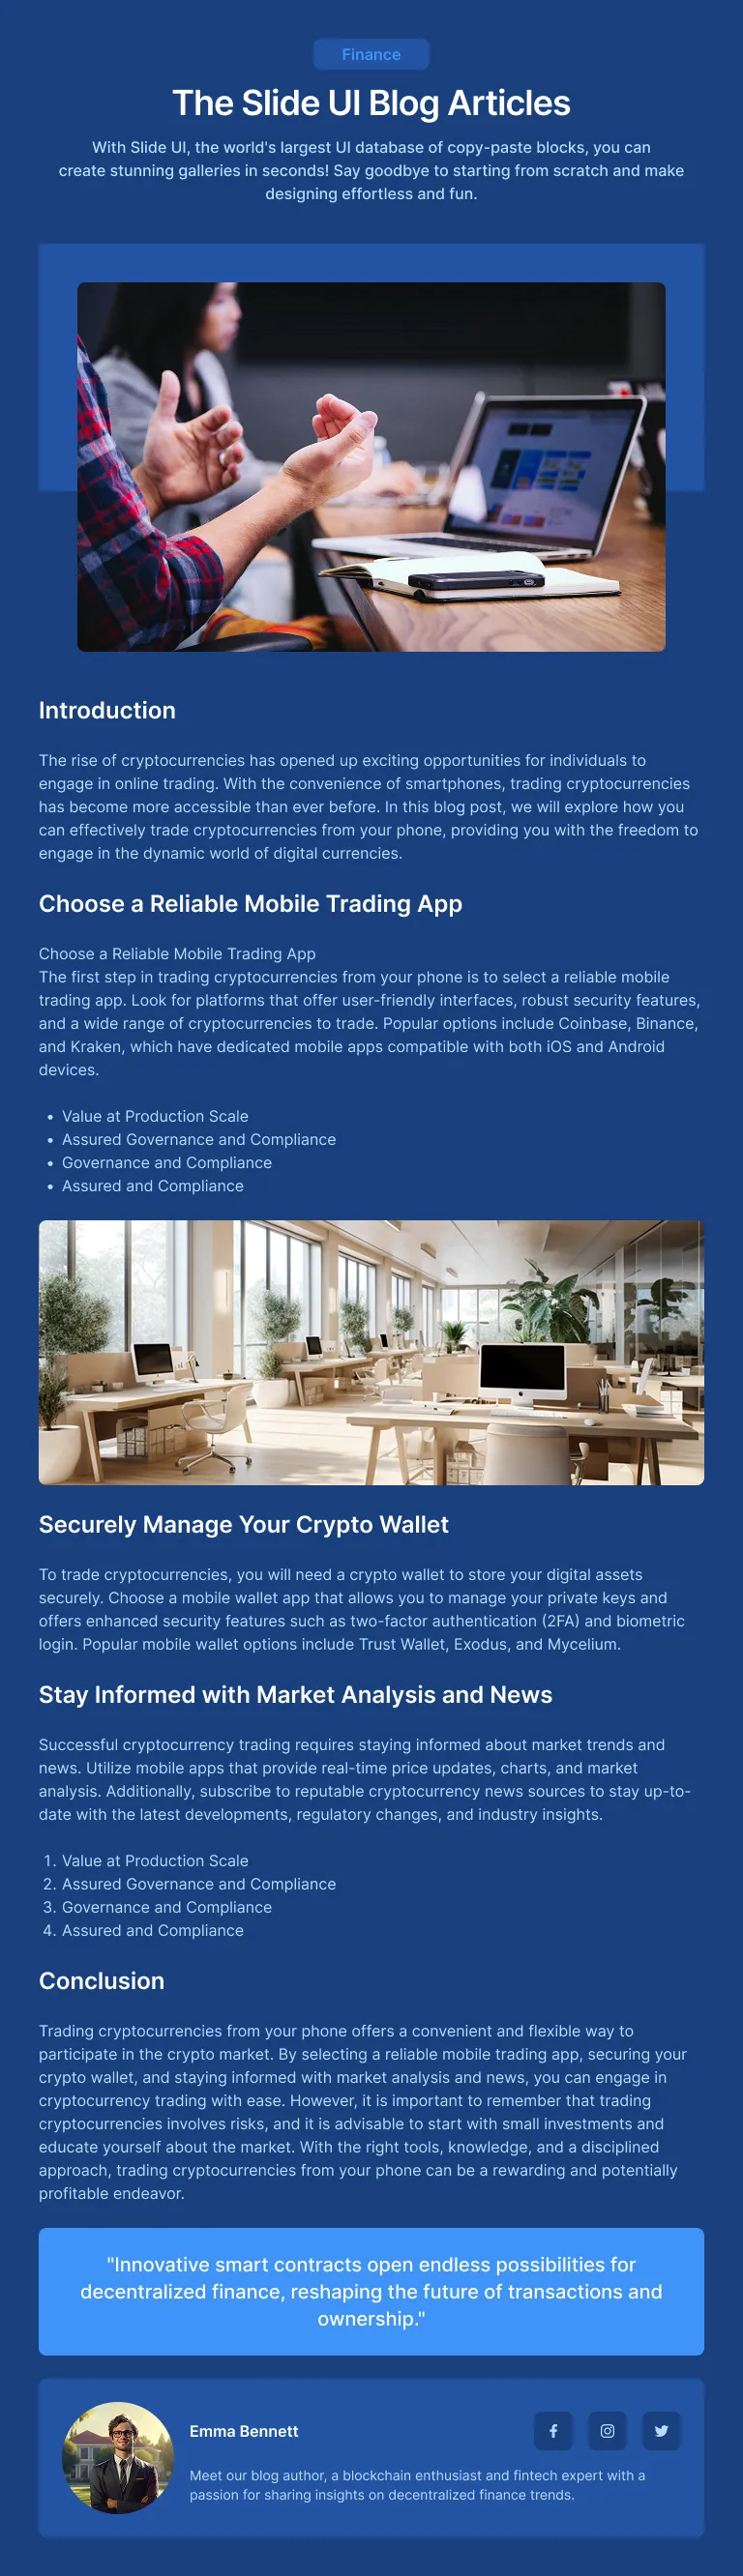 Finance
The Slide UI Blog Articles
With Slide UI, the world's largest UI database of copy-paste blocks, you can
create stunning galleries in seconds! Say goodbye to starting from scratch and make
designing effortless and fun.
Introduction
The rise of cryptocurrencies has opened up exciting opportunities for individuals to
engage in online trading. With the convenience of smartphones, trading cryptocurrencies
has become more accessible than ever before. In this blog post, we will explore how you
can effectively trade cryptocurrencies from your phone, providing you with the freedom to
engage in the dynamic world of digital currencies.
Choose a Reliable Mobile Trading App
Choose a Reliable Mobile Trading App
The first step in trading cryptocurrencies from your phone is to select a reliable mobile
trading app. Look for platforms that offer user-friendly interfaces, robust security features,
and a wide range of cryptocurrencies to trade. Popular options include Coinbase, Binance,
and Kraken, which have dedicated mobile apps compatible with both iOS and Android
devices.
• Value at Production Scale
• Assured Governance and Compliance
• Governance and Compliance
• Assured and Compliance
Securely Manage Your Crypto Wallet
To trade cryptocurrencies, you will need a crypto wallet to store your digital assets
securely. Choose a mobile wallet app that allows you to manage your private keys and
offers enhanced security features such as two-factor authentication (2FA) and biometric
login. Popular mobile wallet options include Trust Wallet, Exodus, and Mycelium.
Stay Informed with Market Analysis and News
Successful cryptocurrency trading requires staying informed about market trends and
news. Utilize mobile apps that provide real-time price updates, charts, and market
analysis. Additionally, subscribe to reputable cryptocurrency news sources to stay up-to-
date with the latest developments, regulatory changes, and industry insights.
1. Value at Production Scale
2. Assured Governance and Compliance
3. Governance and Compliance
4. Assured and Compliance
Conclusion
Trading cryptocurrencies from your phone offers a convenient and flexible way to
participate in the crypto market. By selecting a reliable mobile trading app, securing your
crypto wallet, and staying informed with market analysis and news, you can engage in
cryptocurrency trading with ease. However, it is important to remember that trading
cryptocurrencies involves risks, and it is advisable to start with small investments and
educate yourself about the market. With the right tools, knowledge, and a disciplined
approach, trading cryptocurrencies from your phone can be a rewarding and potentially
profitable endeavor.
"Innovative smart contracts open endless possibilities for
decentralized finance, reshaping the future of transactions and
ownership."
Emma Bennett
Meet our blog author, a blockchain enthusiast and fintech expert with a
passion for sharing insights on decentralized finance trends.